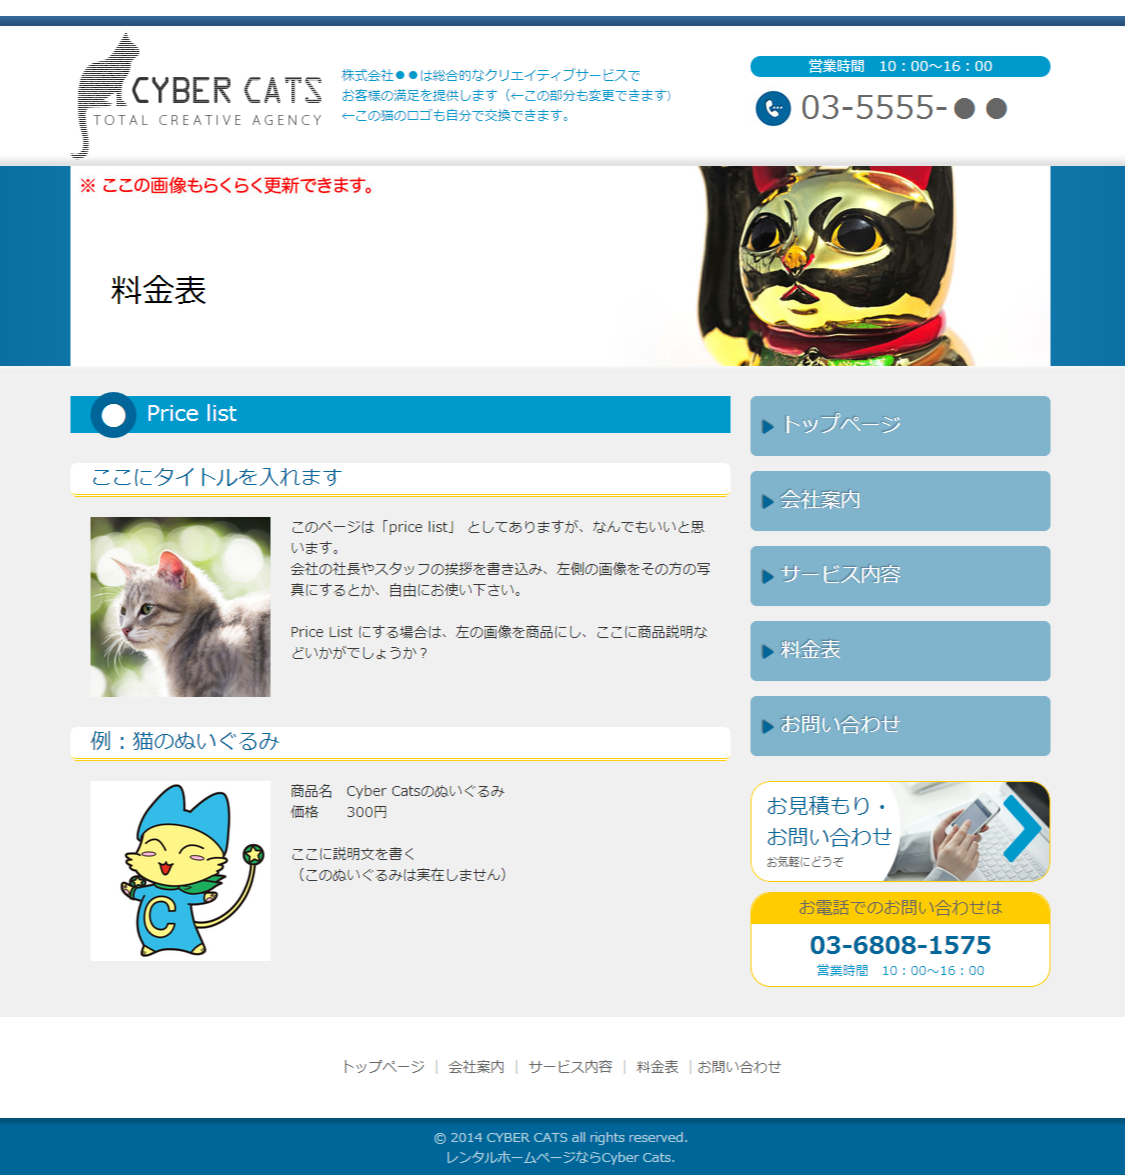 CYBER CATS
TOTAL CREATIVE AGENCY
株式会社●●は総合的なクリエイティブサービスで
お客様の満足を提供します（←この部分も変更できます）
←この猫のロゴも自分で交換できます。
営業時間　10：00～16：00
03-5555-●●
※ ここの画像もらくらく更新できます。
料金表
Price list
ここにタイトルを入れます
このページは「price list」 としてありますが、なんでもいいと思
います。
会社の社長やスタッフの挨拶を書き込み、左側の画像をその方の写
真にするとか、自由にお使い下さい。
Price List にする場合は、左の画像を商品にし、ここに商品説明な
どいかがでしょうか？
例：猫のぬいぐるみ
C
商品名　Cyber Catsのぬいぐるみ
価格　　300円
ここに説明文を書く
（このぬいぐるみは実在しません）
トップページ
会社案内
サービス内容
料金表
お問い合わせ
お見積もり・
お問い合わせ
お気軽にどうぞ
お電話でのお問い合わせは
03-6808-1575
営業時間　10：00～16：00
トップページ ｜ 会社案内 ｜ サービス内容 ｜ 料金表 ｜お問い合わせ
© 2014 CYBER CATS all rights reserved.
レンタルホームページならCyber Cats.